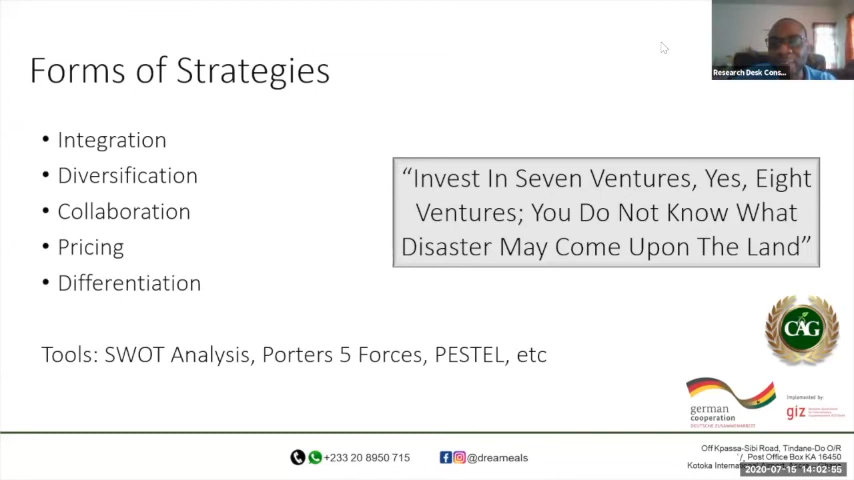 Research Desk Cons...
Forms of Strategies
• Integration
• Diversification
• Collaboration
• Pricing
• Differentiation
“Invest In Seven Ventures, Yes, Eight
Ventures; You Do Not Know What
Disaster May Come Upon The Land”
Tools: SWOT Analysis, Porters 5 Forces, PESTEL, etc
CAG
german
cooperation
DEUTSCHE ZUSAMMENARBEIT
Implemented by:
giz
+233 20 8950 715
@dreameals
Off Kpassa-Sibi Road, Tindane-Do O/R
, Post Office Box KA 16450
Kotoka Internat
2020-07-15 14:02:55